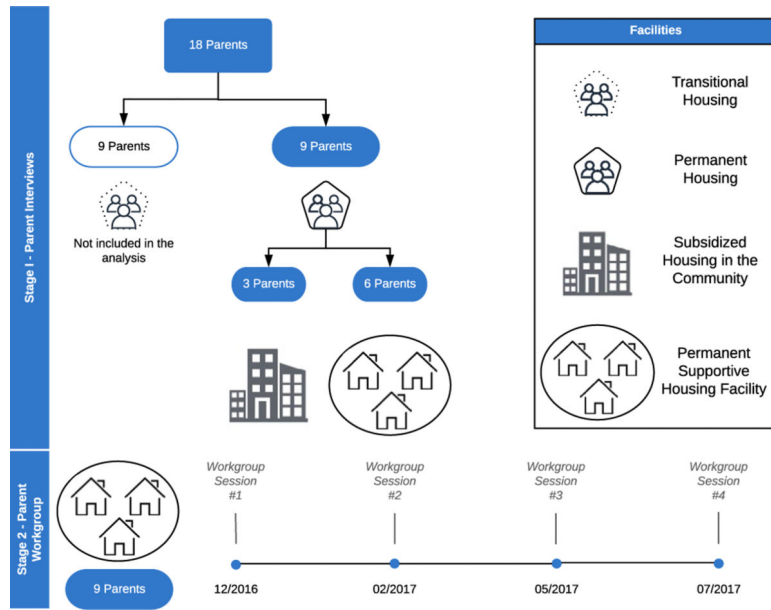 Stage I - Parent Interviews
18 Parents
9 Parents
9 Parents
Not included in the
analysis
3 Parents
6 Parents
Facilities
Transitional
Housing
Permanent
Housing
Subsidized
Housing in the
Community
Permanent
Supportive
Housing Facility
Stage 2 - Parent
Workgroup
9 Parents
Workgroup
Session
#1
Workgroup
Session
#2
Workgroup
Session
#3
Workgroup
Session
#4
12/2016
02/2017
05/2017
07/2017